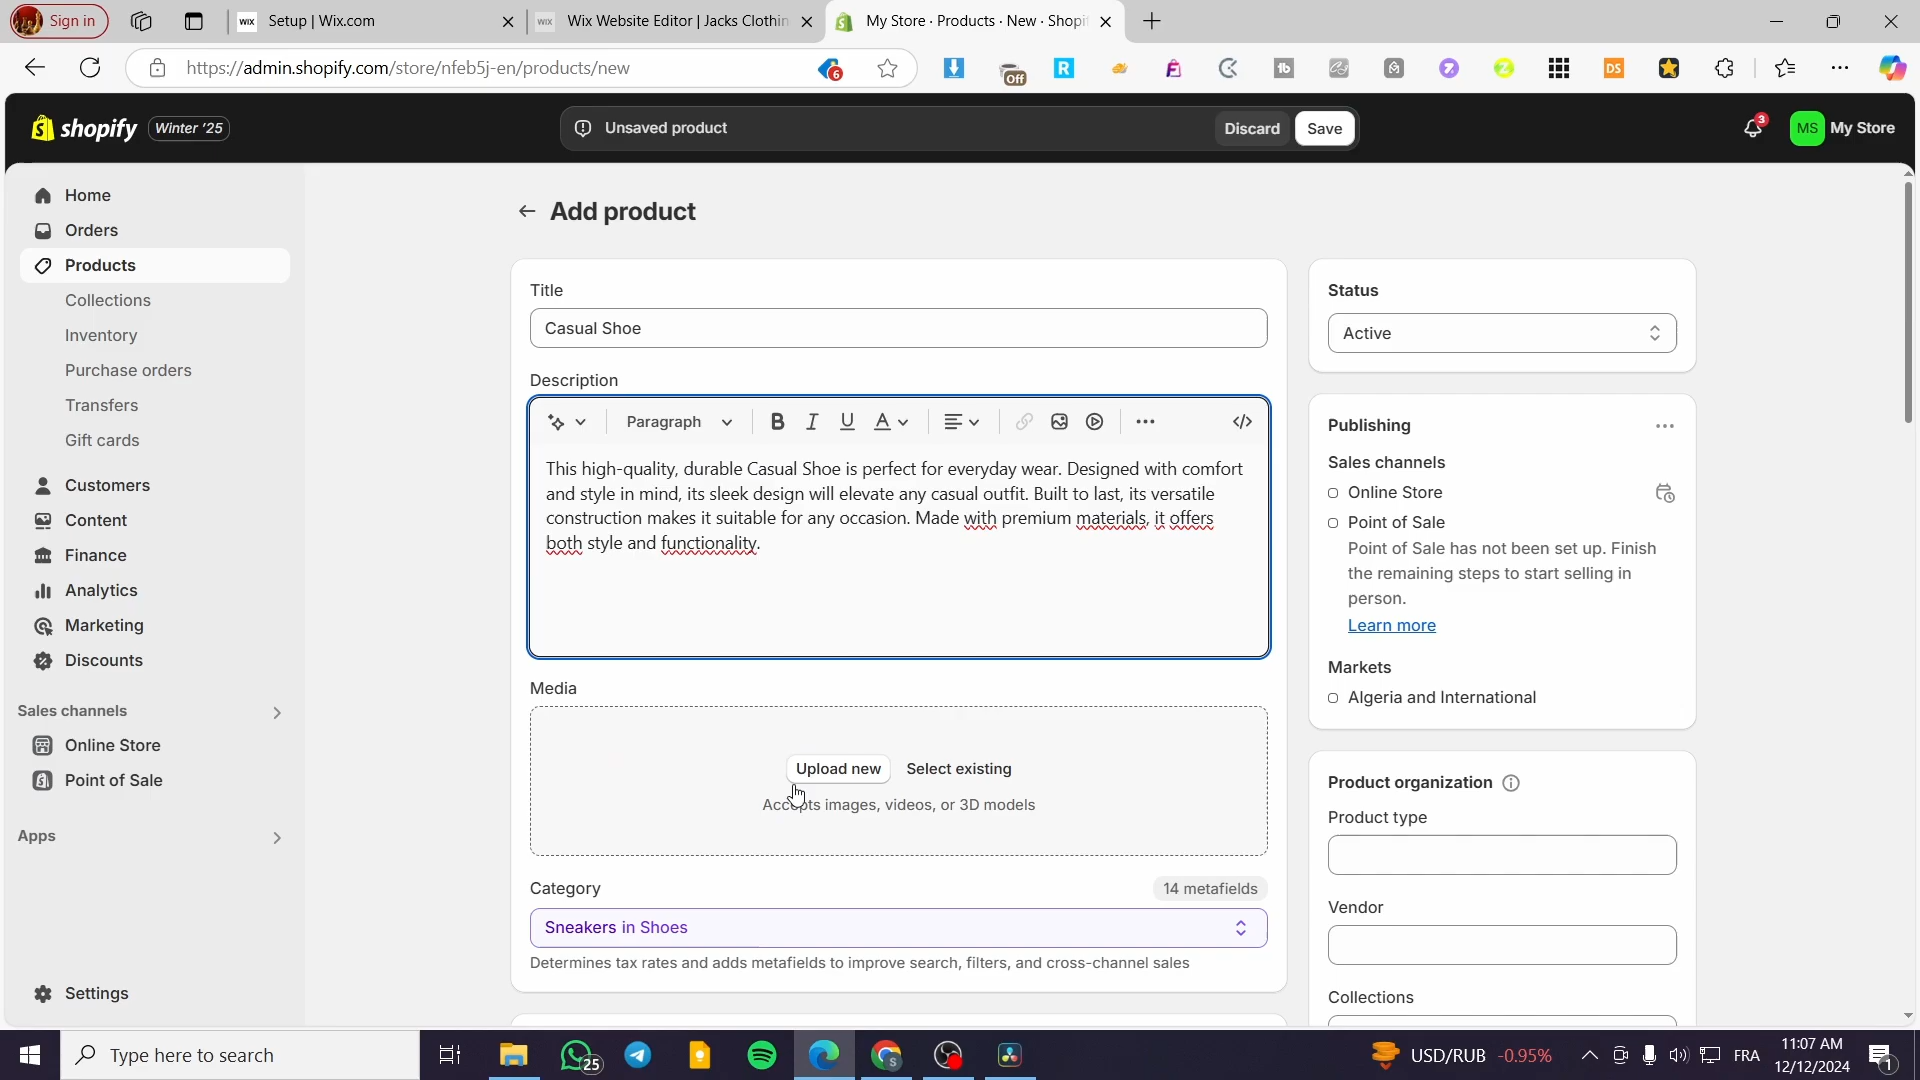 Sign in
Setup | Wix.com
Wix Website Editor | Jacks Clothin
My Store · Products · New · Shopi
https://admin.shopify.com/store/nfeb5j-en/products/new
6
Off
R
tb
DS
shopify
Winter '25
Unsaved product
Discard
Save
3
MS
My Store
Home
Orders
Products
Collections
Inventory
Purchase orders
Transfers
Gift cards
Customers
Content
Finance
Analytics
Marketing
Discounts
Sales channels
Online Store
Point of Sale
Apps
Settings
Add product
Title
Casual Shoe
Description
Paragraph
B I U A
This high-quality, durable Casual Shoe is perfect for everyday wear. Designed with comfort
and style in mind, its sleek design will elevate any casual outfit. Built to last, its versatile
construction makes it suitable for any occasion. Made with premium materials, it offers
both style and functionality.
Media
Upload new
Select existing
Accepts images, videos, or 3D models
Category
14 metafields
Sneakers in Shoes
Determines tax rates and adds metafields to improve search, filters, and cross-channel sales
Status
Active
Publishing
Sales channels
Online Store
Point of Sale
Point of Sale has not been set up. Finish
the remaining steps to start selling in
person.
Learn more
Markets
Algeria and International
Product organization
Product type
Vendor
Collections
Type here to search
25
USD/RUB -0.95%
FRA
11:07 AM
12/12/2024
1